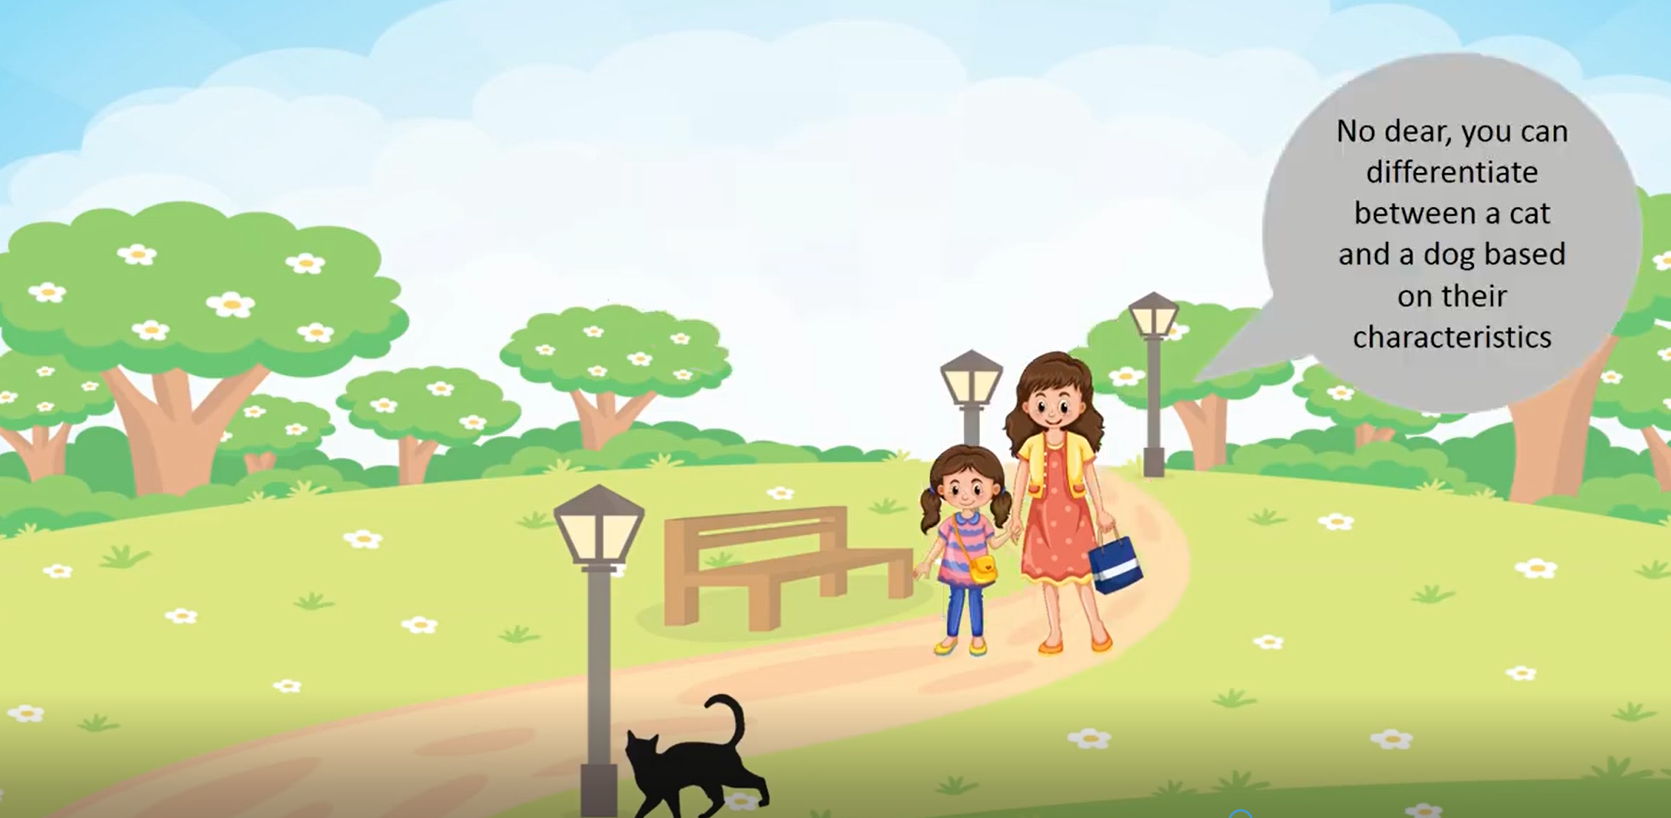 No dear, you can
differentiate
between a cat
and a dog based
on their
characteristics